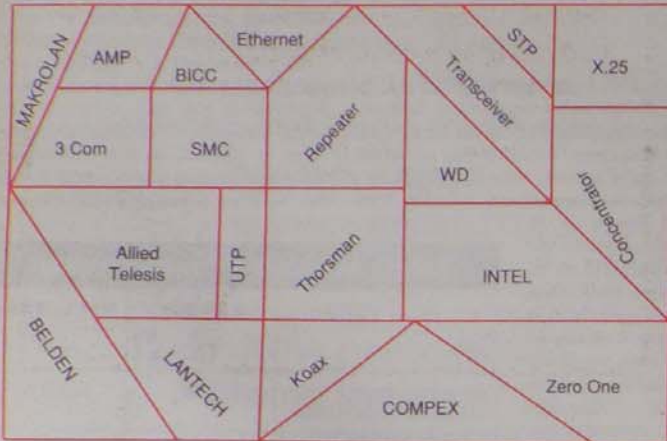 MAKROLAN
AMP
BICC
Ethernet
STP
X.25
Transceiver
3 Com
SMC
Repeater
WD
Concentrator
Allied
Telesis
UTP
Thorsman
INTEL
BELDEN
LANTECH
Koax
COMPEX
Zero One